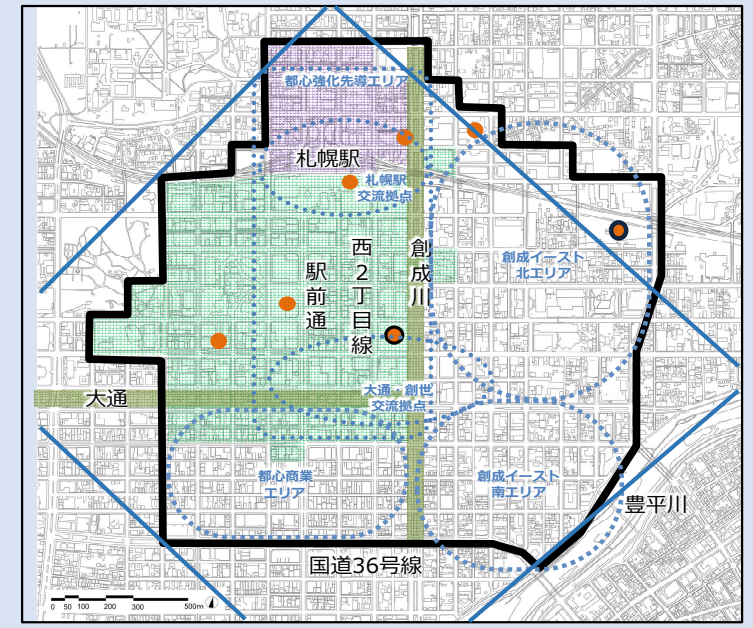 都心強化先導エリア
札幌駅
札幌駅
交流拠点
西2丁目線
創成川
駅前通
創成イースト
北エリア
大通
大通・創世
交流拠点
都心商業
エリア
創成イースト
南エリア
豊平川
国道36号線
0 50 100 200 300 500m